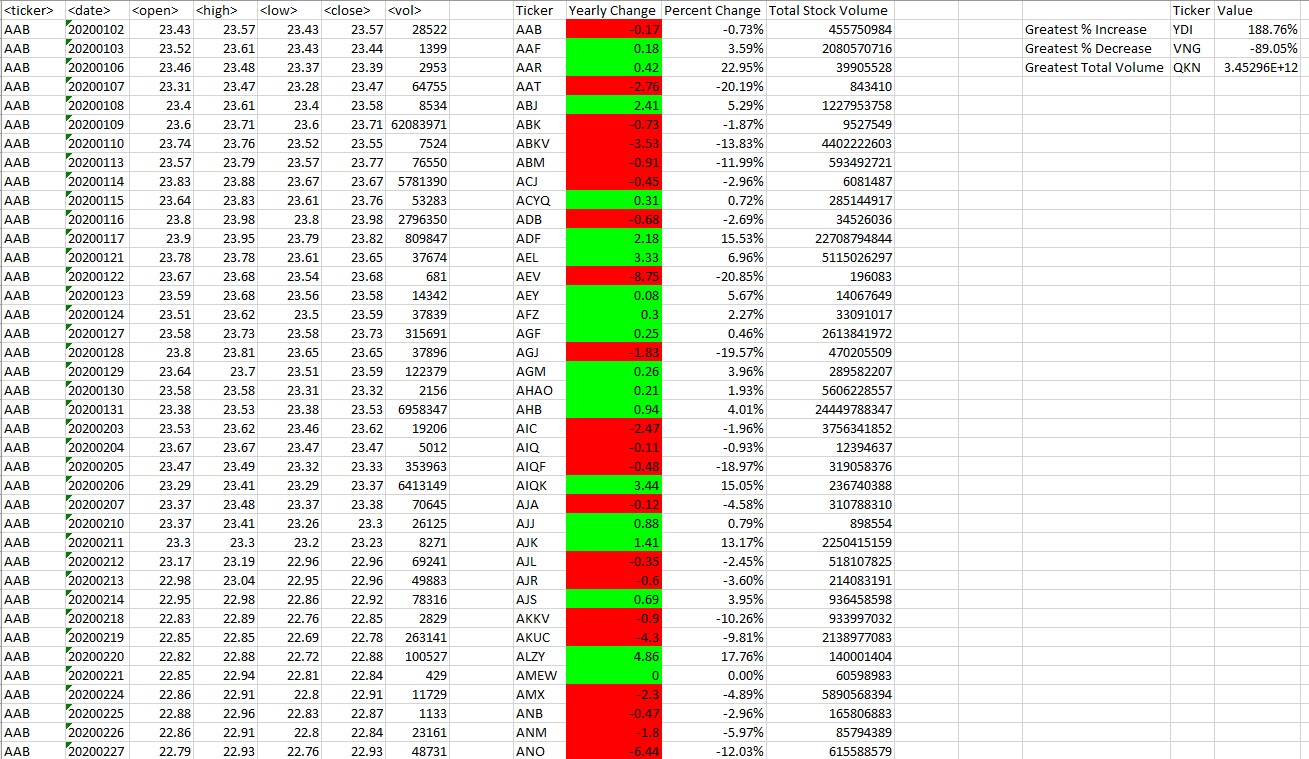 <ticker> <date> <open> <high> <low> <close> <vol> Ticker Yearly Change Percent Change Total Stock Volume Ticker Value
AAB 20200102 23.43 23.57 23.43 23.57 28522 AAB -0.17 -0.73% 455750984 Greatest % Increase YDI 188.76%
AAB 20200103 23.52 23.61 23.43 23.44 1399 AAF 0.18 3.59% 2080570716 Greatest % Decrease VNG -89.05%
AAB 20200106 23.46 23.48 23.37 23.39 2953 AAR 0.42 22.95% 39905528 Greatest Total Volume QKN 3.45296E+12
AAB 20200107 23.31 23.47 23.28 23.47 64755 AAT -2.76 -20.19% 843410
AAB 20200108 23.4 23.61 23.4 23.58 8534 ABJ 2.41 5.29% 1227953758
AAB 20200109 23.6 23.71 23.6 23.71 62083971 ABK -0.73 -1.87% 9527549
AAB 20200110 23.74 23.76 23.52 23.55 7524 ABKV -3.53 -13.83% 4402222603
AAB 20200113 23.57 23.79 23.57 23.77 76550 ABM -0.91 -11.99% 593492721
AAB 20200114 23.83 23.88 23.67 23.67 5781390 ACJ -0.45 -2.96% 6081487
AAB 20200115 23.64 23.83 23.61 23.76 53283 ACYQ 0.31 0.72% 285144917
AAB 20200116 23.8 23.98 23.8 23.98 2796350 ADB -0.68 -2.69% 34526036
AAB 20200117 23.9 23.95 23.79 23.82 809847 ADF 2.18 15.53% 22708794844
AAB 20200121 23.78 23.78 23.61 23.65 37674 AEL 3.33 6.96% 5115026297
AAB 20200122 23.67 23.68 23.54 23.68 681 AEV -8.75 -20.85% 196083
AAB 20200123 23.59 23.68 23.56 23.58 14342 AEY 0.08 5.67% 14067649
AAB 20200124 23.51 23.62 23.5 23.59 37839 AFZ 0.3 2.27% 33091017
AAB 20200127 23.58 23.73 23.58 23.73 315691 AGF 0.25 0.46% 2613841972
AAB 20200128 23.8 23.81 23.65 23.65 37896 AGJ -1.83 -19.57% 470205509
AAB 20200129 23.64 23.7 23.51 23.59 122379 AGM 0.26 3.96% 289582207
AAB 20200130 23.58 23.58 23.31 23.32 2156 AHAO 0.21 1.93% 5606228557
AAB 20200131 23.38 23.53 23.38 23.53 6958347 AHB 0.94 4.01% 24449788347
AAB 20200203 23.53 23.62 23.46 23.62 19206 AIC -2.47 -1.96% 3756341852
AAB 20200204 23.67 23.67 23.47 23.47 5012 AIQ -0.11 -0.93% 12394637
AAB 20200205 23.47 23.49 23.32 23.33 353963 AIQF -0.48 -18.97% 319058376
AAB 20200206 23.29 23.41 23.29 23.37 6413149 AIQK 3.44 15.05% 236740388
AAB 20200207 23.37 23.48 23.37 23.38 70645 AJA -0.12 -4.58% 310788310
AAB 20200210 23.37 23.41 23.26 23.3 26125 AJJ 0.88 0.79% 898554
AAB 20200211 23.3 23.3 23.2 23.23 8271 AJK 1.41 13.17% 2250415159
AAB 20200212 23.17 23.19 22.96 22.96 69241 AJL -0.35 -2.45% 518107825
AAB 20200213 22.98 23.04 22.95 22.96 49883 AJR -0.6 -3.60% 214083191
AAB 20200214 22.95 22.98 22.86 22.92 78316 AJS 0.69 3.95% 936458598
AAB 20200218 22.83 22.89 22.76 22.85 2829 AKKV -0.9 -10.26% 933997032
AAB 20200219 22.85 22.85 22.69 22.78 263141 AKUC -4.3 -9.81% 2138977083
AAB 20200220 22.82 22.88 22.72 22.88 100527 ALZY 4.86 17.76% 140001404
AAB 20200221 22.85 22.94 22.81 22.84 429 AMEW 0 0.00% 60598983
AAB 20200224 22.86 22.91 22.8 22.91 11729 AMX -2.3 -4.89% 5890568394
AAB 20200225 22.88 22.96 22.83 22.87 1133 ANB -0.47 -2.96% 165806883
AAB 20200226 22.86 22.91 22.8 22.84 23161 ANM -1.8 -5.97% 85794389
AAB 20200227 22.79 22.93 22.76 22.93 48731 ANO -6.44 -12.03% 615588579